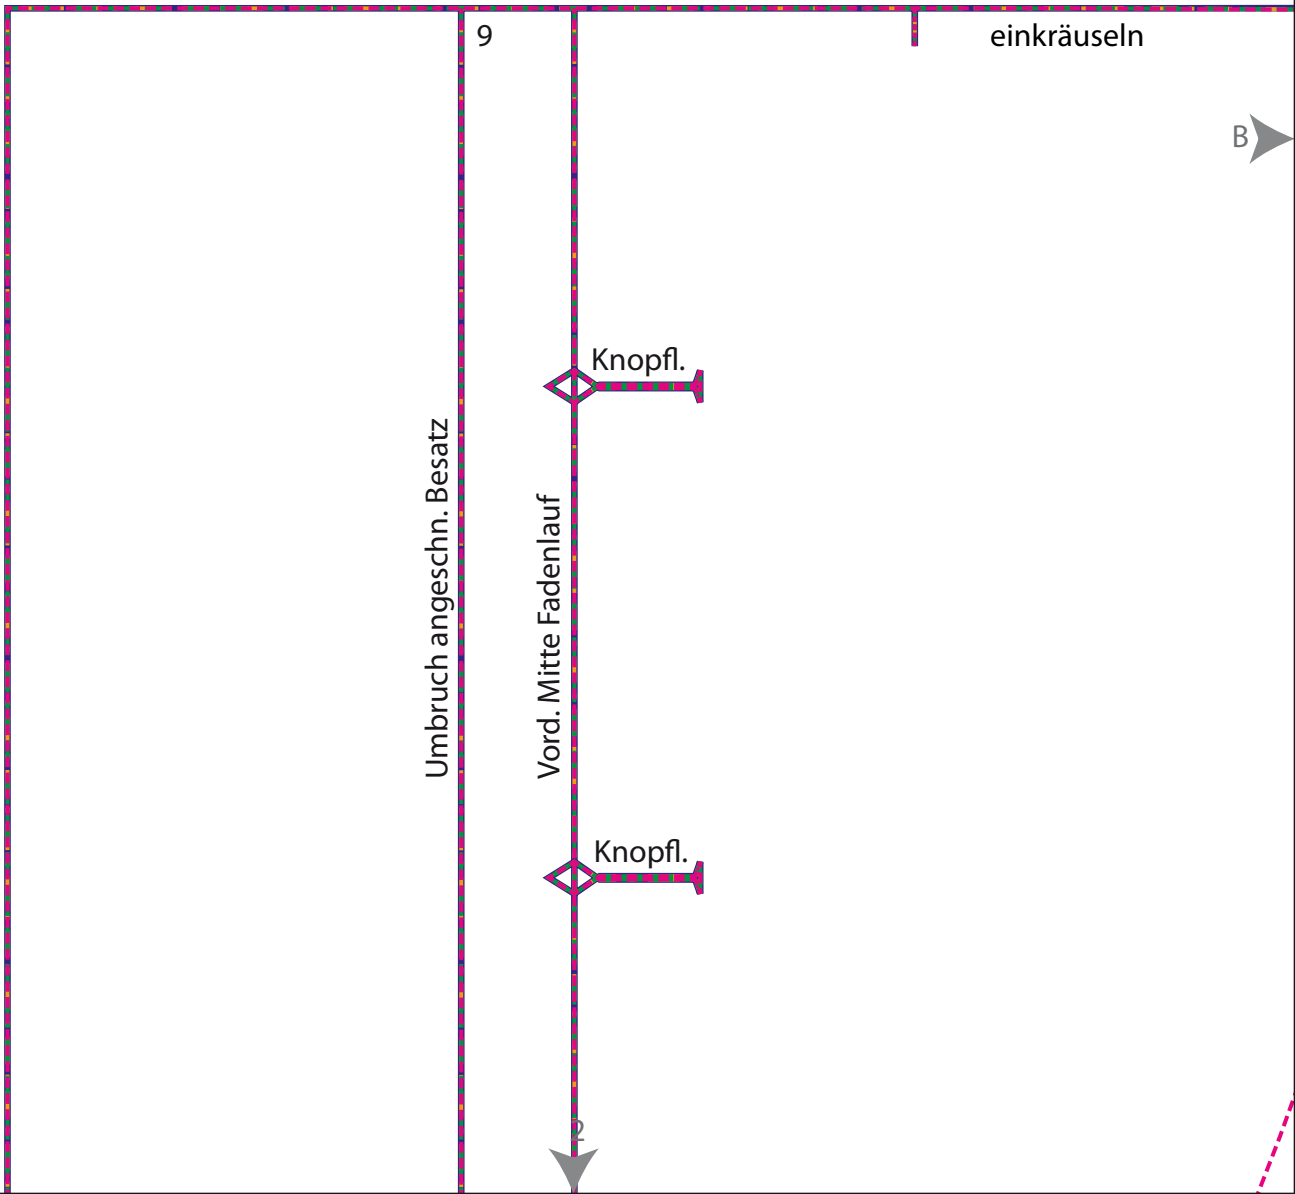 9
einkräuseln
B
Knopfl.
Umbruch angeschn. Besatz
Vord. Mitte Fadenlauf
Knopfl.
2